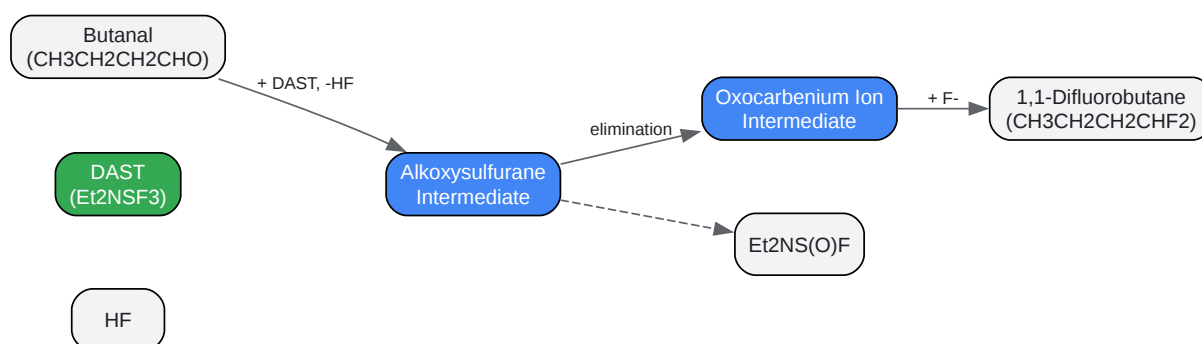 Butanal
(CH3CH2CH2CHO)
+ DAST, -HF
Oxocarbenium Ion
Intermediate
+ F-
1,1-Difluorobutane
(CH3CH2CH2CHF2)
elimination
DAST
(Et2NSF3)
Alkoxysulfurane
Intermediate
Et2NS(O)F
HF